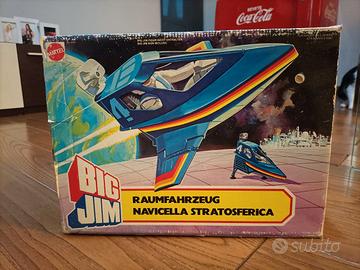 Coca-Cola
MATTEL
BIG
JIM
RAUMFAHRZEUG
NAVICELLA STRATOSFERICA
subito